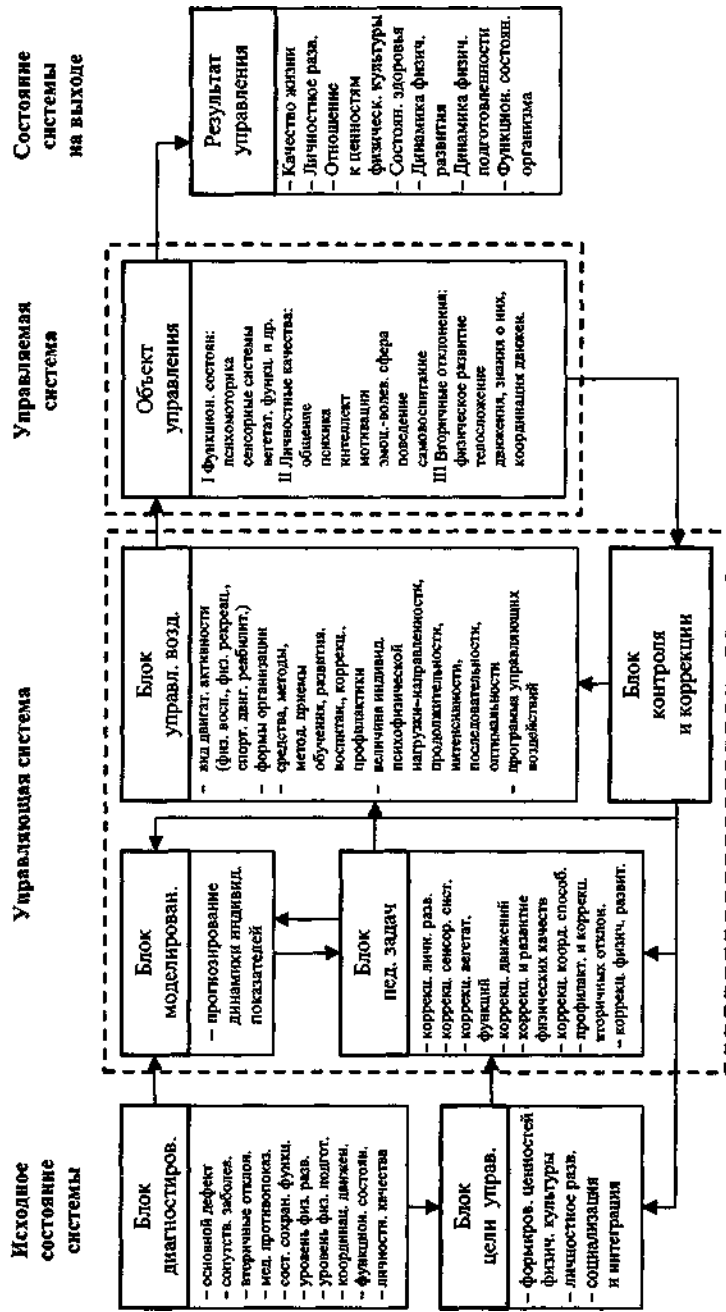 Исходное
состояние
системы
Управляющая система
Управляемая
система
Состояние
системы
на выходе
Блок
диагностиров.
– основной дефект
– сопутств. заболев.
– вторичные отклон.
– мед. противопоказ.
– сост. сохран. функц.
– уровень физ. разв.
– уровень физ. подгот.
– координац. движен.
– функцион. состоян.
– личностн. качества
Блок
цели управ.
– формиров. ценностей
физич. культуры
– личностное разв.
– социализация
и интеграция
Блок
моделирован.
– прогнозирование
динамики индивид.
показателей
Блок
пед. задач
– коррекц. личн. разв.
– коррекц. сенсор. сист.
– коррекц. вегетат.
функций
– коррекц. движений
– коррекц. и развитие
физических качеств
– коррекц. коорд. способ.
– профилакт. и коррекц.
вторичных отклон.
– коррекц. физич. развит.
Блок
управл. возд.
– вид двигат. активности
(физ. восп., физ. рекреац.,
спорт. двиг. реабилит.)
– формы организации
– средства, методы,
метод. приемы
обучения, развития,
воспитан., коррекц.,
профилактики
– величина индивид.
психофизической
нагрузки–направленности,
продолжительности,
интенсивности,
последовательности,
оптимальности
– программа управляющих
воздействий
Блок
контроля
и коррекции
Объект
управления
I Функцион. состоян:
психомоторика
сенсорные системы
вегетат. функц. и др.
II Личностные качества:
общение
психика
интеллект
мотивации
эмоц.-волев. сфера
поведение
самовоспитание
III Вторичные отклонения:
физическое развитие
телосложение
движения, знания о них,
координация движен.
Результат
управления
– Качество жизни
– Личностное разв.
– Отношение
к ценностям
физическ. культуры
– Состоян. здоровья
– Динамика физич.
развития
– Динамика физич.
подготовленности
– Функцион. состоян.
организма